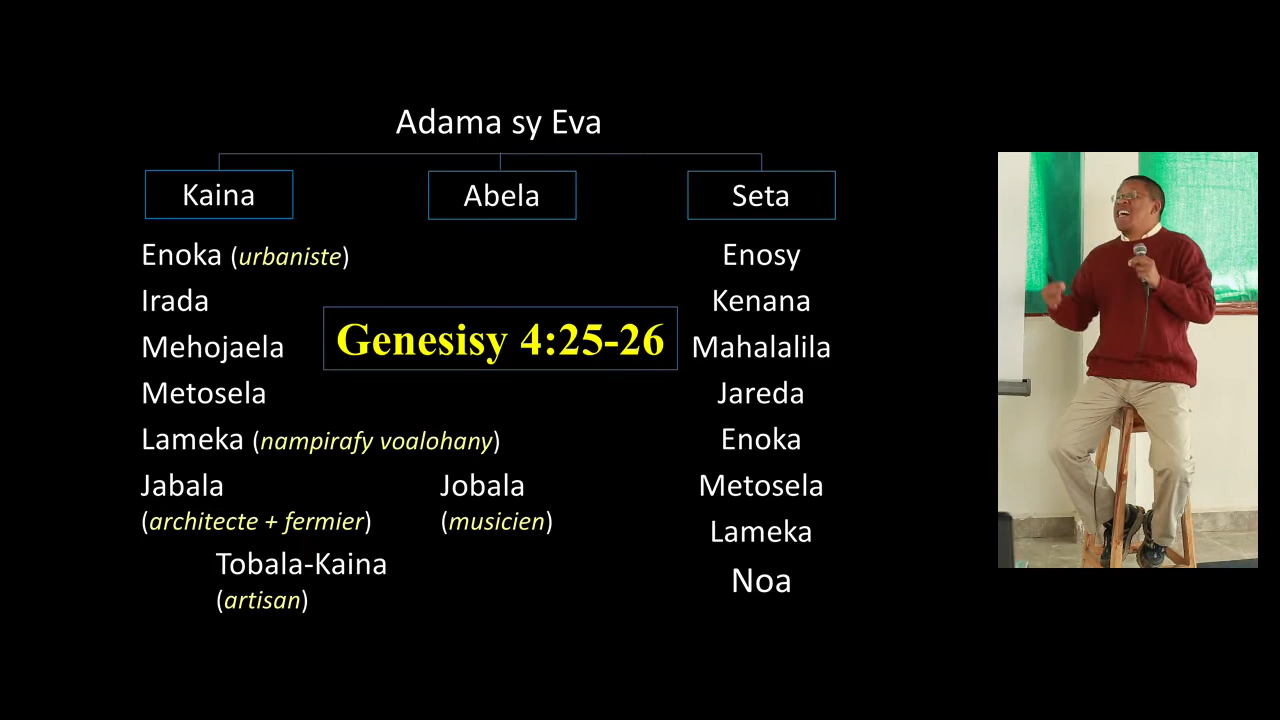 Adama sy Eva
Kaina
Abela
Seta
Enoka (urbaniste)
Irada
Mehojaela
Metosela
Lameka (nampirafy voalohany)
Jabala
(architecte + fermier)
Jobala
(musicien)
Tobala-Kaina
(artisan)
Genesisy 4:25-26
Enosy
Kenana
Mahalalila
Jareda
Enoka
Metosela
Lameka
Noa